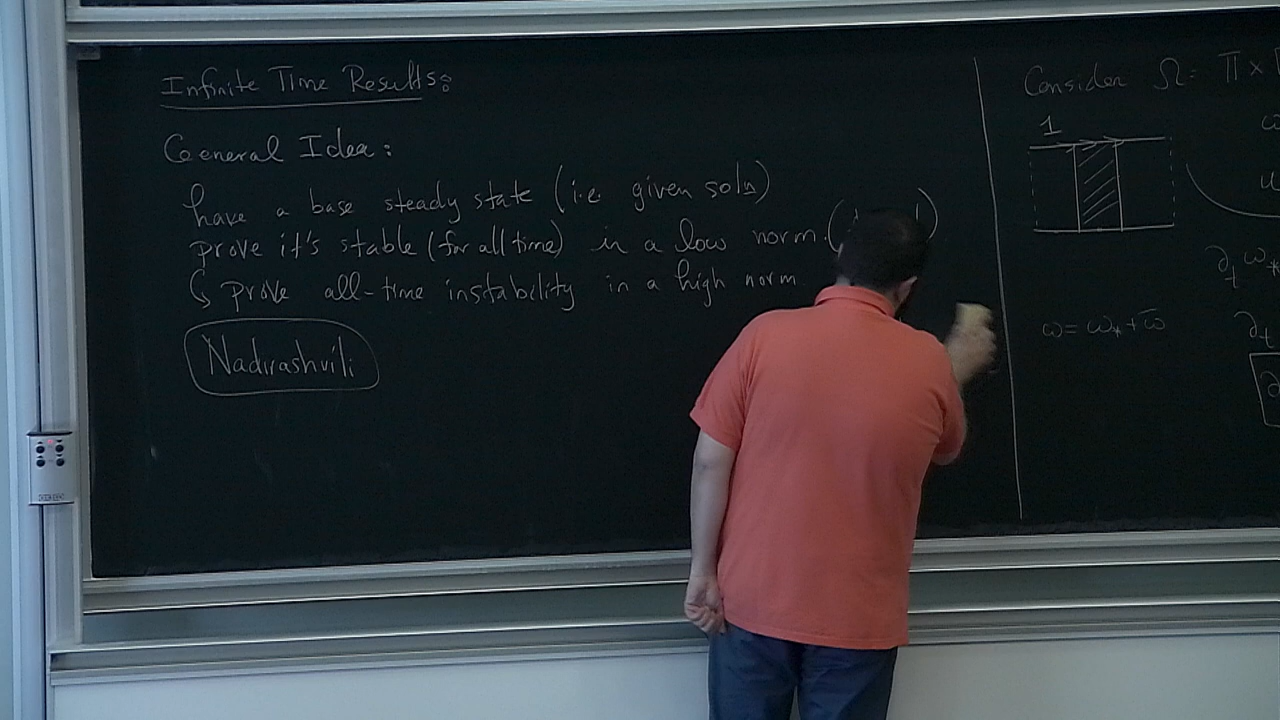 Infinite Time Results:
General Idea:
have a base steady state (i.e. given soln)
prove it's stable (for all time) in a low norm. ( )
↳ prove all-time instability in a high norm
Nadirashvili
Consider Ω = 𝕋 ×
1
∂t ω*
ω = ω* + ω̃
∂t